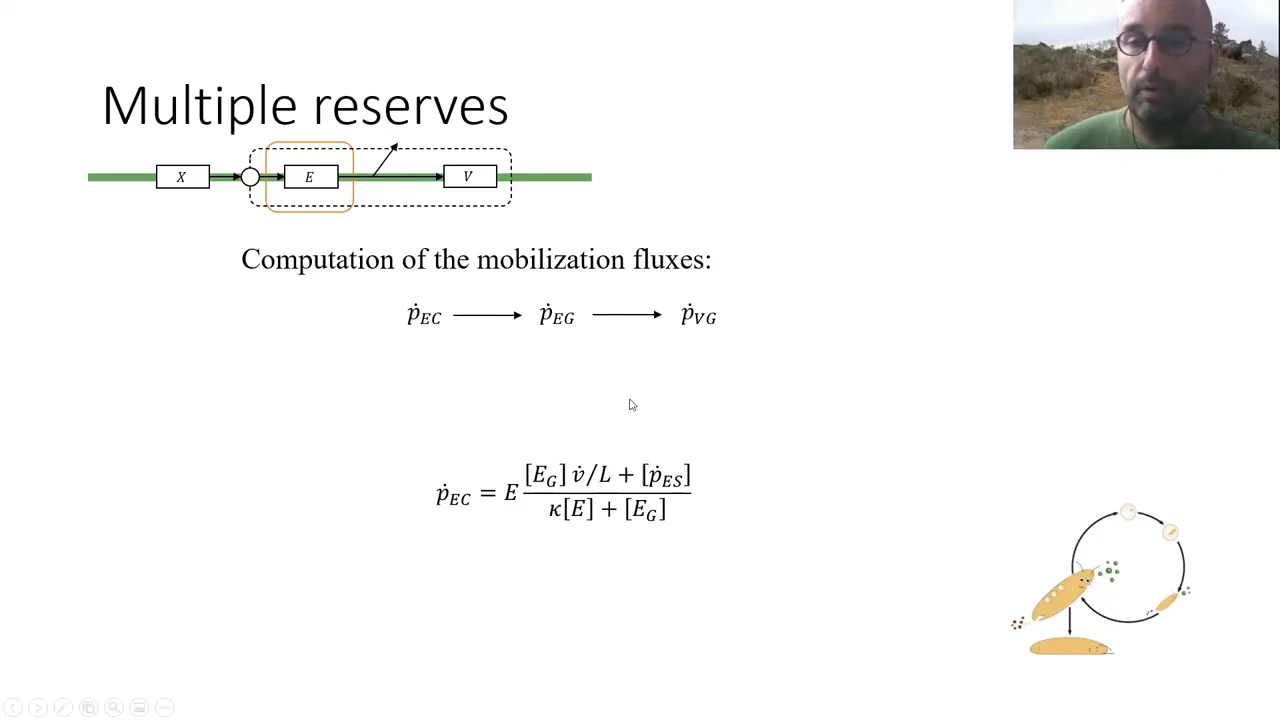 Multiple reserves
X E V
Computation of the mobilization fluxes:
ṗ_EC ⟶ ṗ_EG ⟶ ṗ_VG
ṗ_EC = E ([E_G] v̇/L + [ṗ_ES]) / (κ[E] + [E_G])